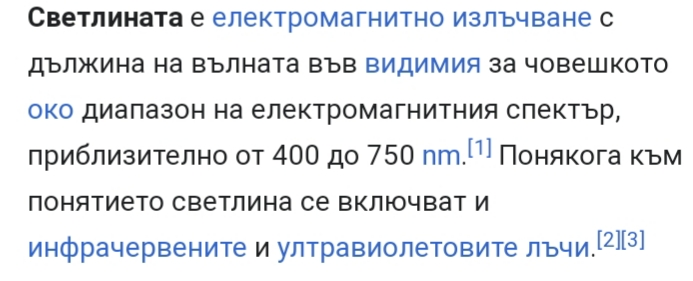 Светлината е електромагнитно излъчване с
дължина на вълната във видимия за човешкото
око диапазон на електромагнитния спектър,
приблизително от 400 до 750 nm.[1] Понякога към
понятието светлина се включват и
инфрачервените и ултравиолетовите лъчи.[2][3]